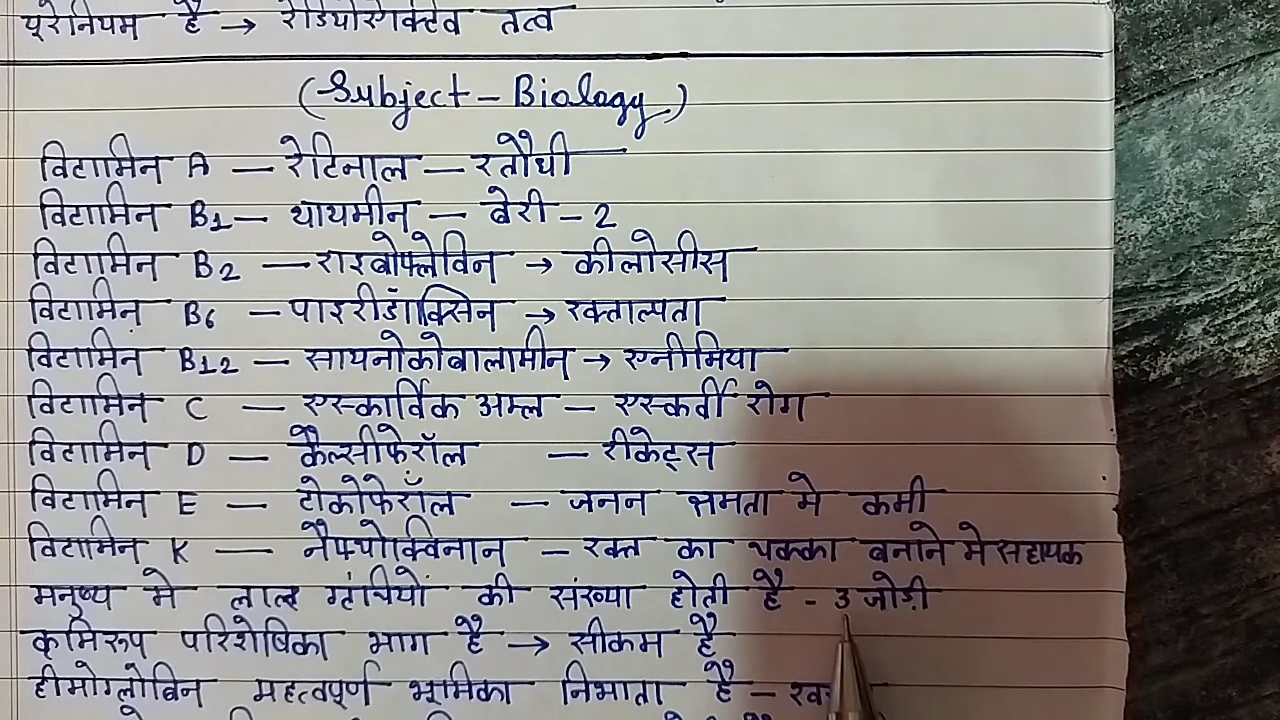 यूरेनियम है → रेडियोएक्टिव तत्व
(Subject - Biology)
विटामिन A — रेटिनाल — रतौधी
विटामिन B1 — थायमीन — बेरी - 2
विटामिन B2 — राइबोफ्लेविन → कीलोसीस
विटामिन B6 — पाइरीडॉक्सिन → रक्ताल्पता
विटामिन B12 — सायनोकोबालामीन → एनीमिया
विटामिन C — एस्कार्विक अम्ल — एस्कर्वी रोग
विटामिन D — कैल्सीफेरॉल — रीकेट्स
विटामिन E — टोकोफेरॉल — जनन क्षमता मे कमी
विटामिन K — नैफ्थोक्विनान — रक्त का थक्का बनाने मे सहायक
मनुष्य मे लाल ग्रंथियों की संख्या होती है - 3 जोड़ी
कृमिरुप परिशेषिका भाग है → सीकम है
हीमोग्लोबिन महत्वपूर्ण भूमिका निभाता है -